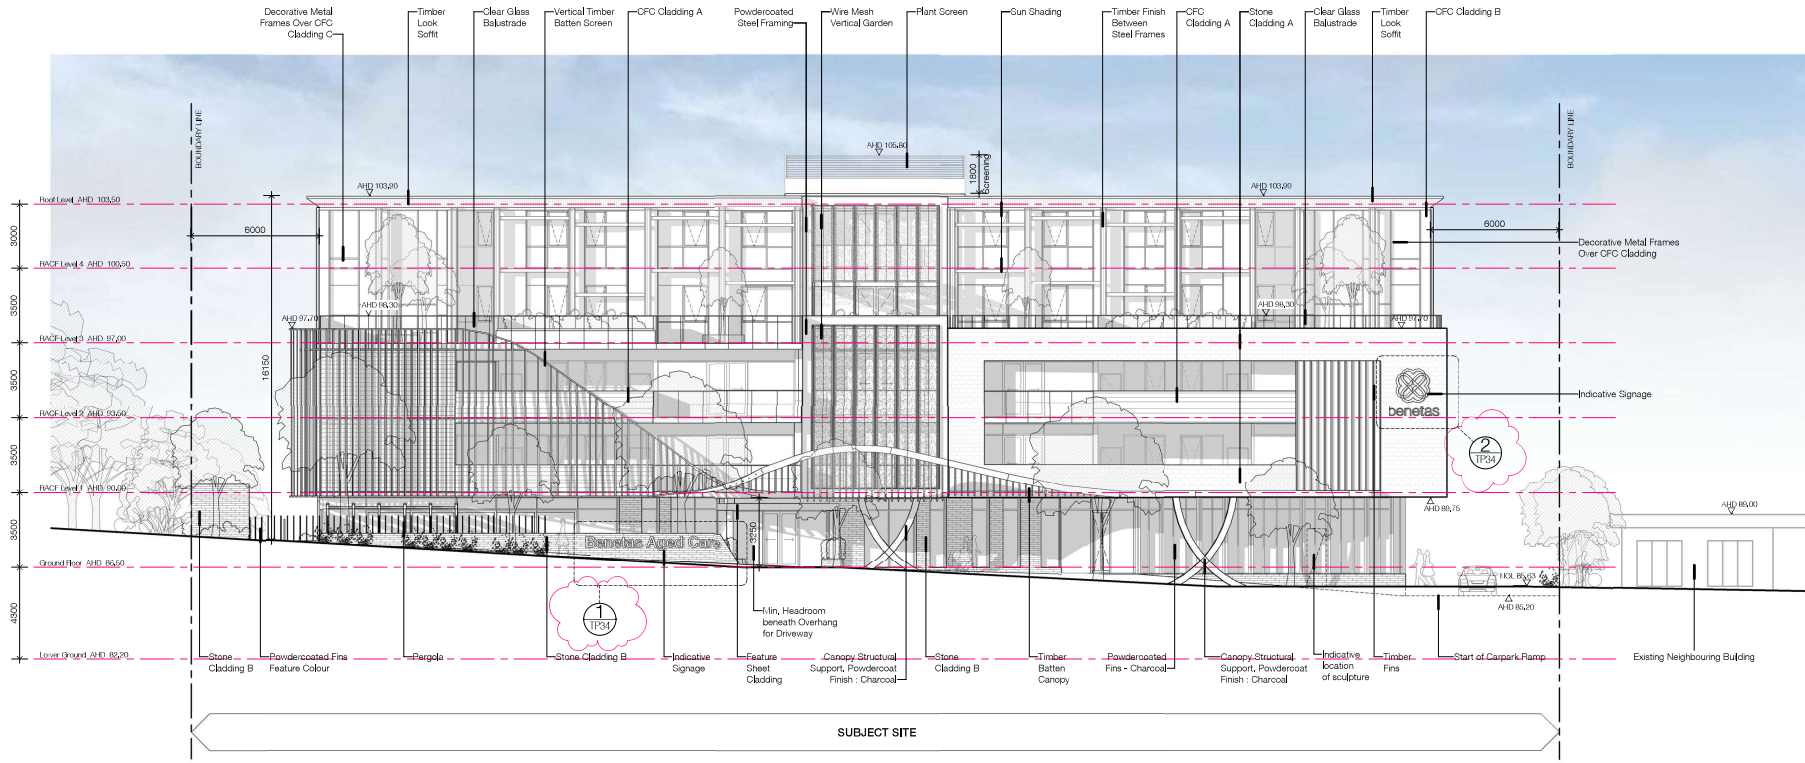 Decorative Metal
Frames Over CFC
Cladding C
Timber
Look
Soffit
Clear Glass
Balustrade
Vertical Timber
Batten Screen
CFC Cladding A
Powdercoated
Steel Framing
Wire Mesh
Vertical Garden
Plant Screen
Sun Shading
Timber Finish
Between
Steel Frames
CFC
Cladding A
Stone
Cladding A
Clear Glass
Balustrade
Timber
Look
Soffit
CFC Cladding B
BOUNDARY LINE
BOUNDARY LINE
AHD 105.80
1800
Screening
AHD 103.90
AHD 103.90
Roof Level AHD 103.50
6000
6000
3000
Decorative Metal Frames
Over CFC Cladding
RACF Level 4 AHD 100.50
3500
AHD 98.30
AHD 98.30
AHD 97.70
AHD 97.70
RACF Level 3 AHD 97.00
16150
3500
Indicative Signage
benetas
RACF Level 2 AHD 93.50
3500
2
TP34
RACF Level 1 AHD 90.00
AHD 89.75
AHD 89.00
3500
3250
Benetas Aged Care
Ground Floor AHD 86.50
NGL 85.63
AHD 85.20
4300
1
TP34
Min. Headroom
beneath Overhang
for Driveway
Lower Ground AHD 82.20
Stone
Cladding B
Powdercoated Fins
Feature Colour
Pergola
Stone Cladding B
Indicative
Signage
Feature
Sheet
Cladding
Canopy Structural
Support, Powdercoat
Finish : Charcoal
Stone
Cladding B
Timber
Batten
Canopy
Powdercoated
Fins - Charcoal
Canopy Structural
Support, Powdercoat
Finish : Charcoal
Indicative
location
of sculpture
Timber
Fins
Start of Carpark Ramp
Existing Neighbouring Building
SUBJECT SITE